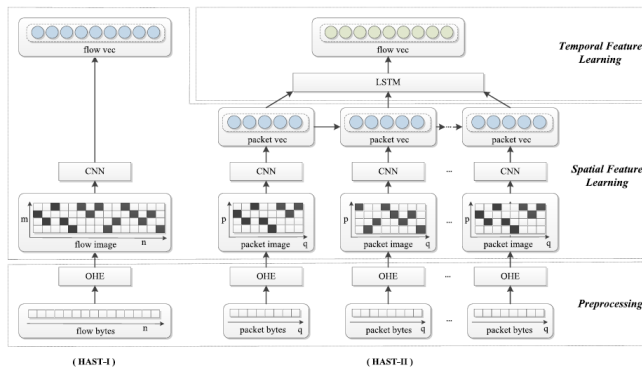 flow vec
flow vec
Temporal Feature
Learning
LSTM
packet vec
packet vec
...
packet vec
CNN
CNN
CNN
...
CNN
Spatial Feature
Learning
m
flow image
n
p
packet image
q
p
packet image
q
...
p
packet image
q
OHE
OHE
OHE
...
OHE
Preprocessing
flow bytes
n
packet bytes
q
packet bytes
q
...
packet bytes
q
( HAST-I )
( HAST-II )